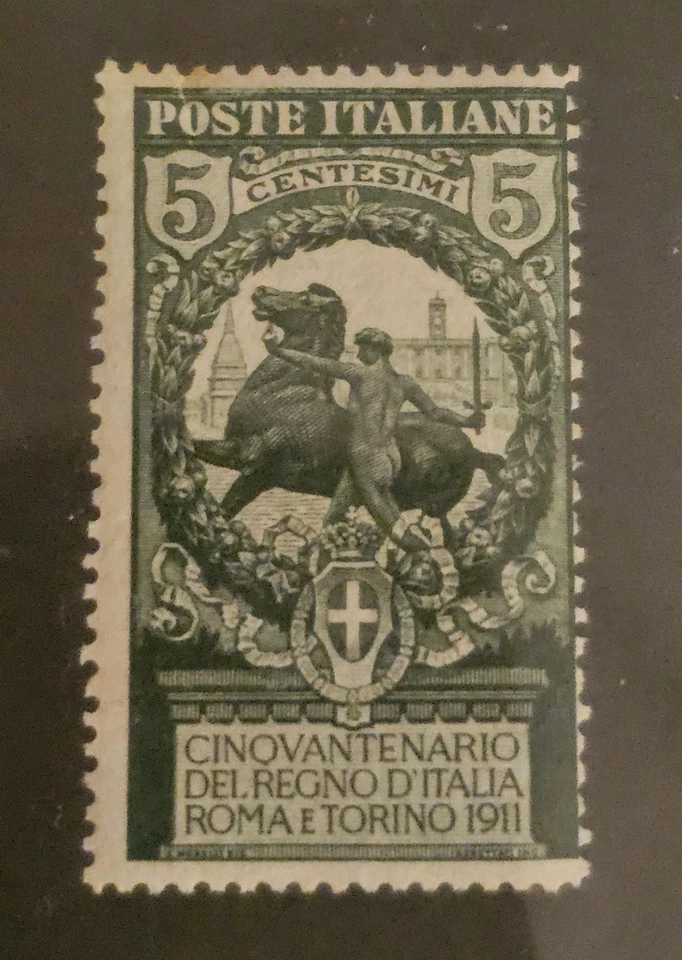 POSTE ITALIANE
5 CENTESIMI 5
CINQVANTENARIO
DEL REGNO D'ITALIA
ROMA E TORINO 1911